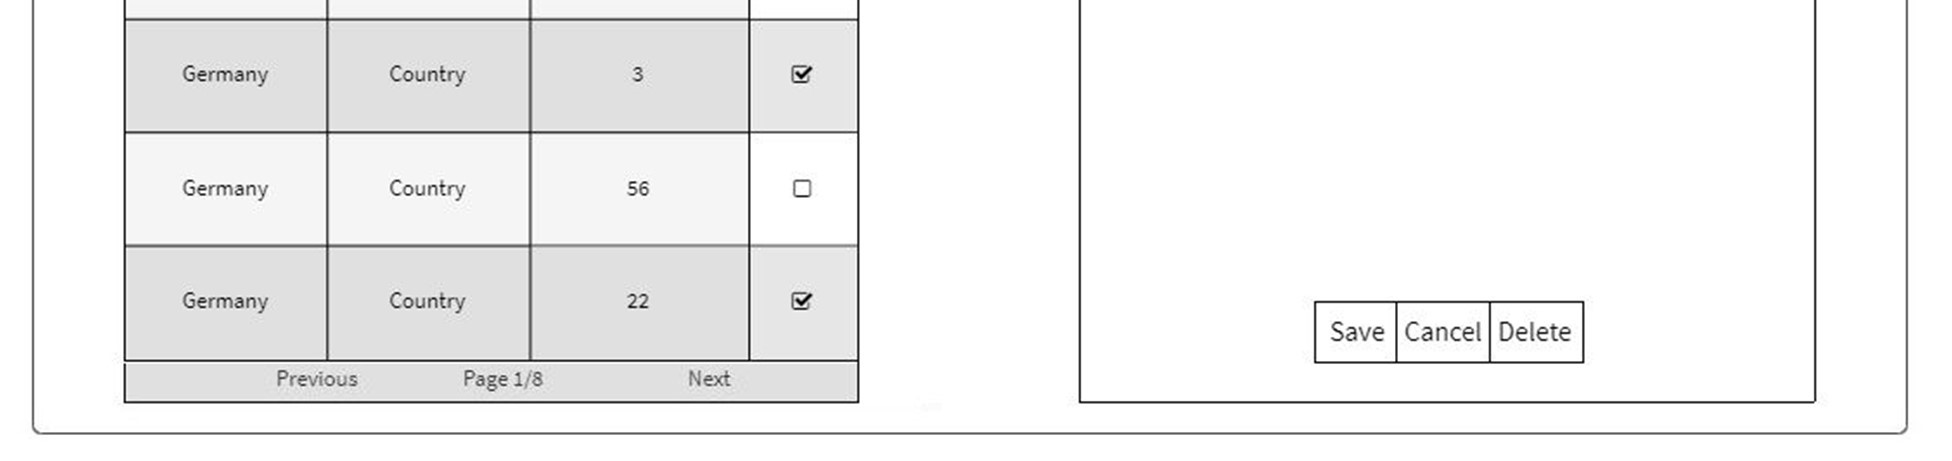 Germany Country 3
Germany Country 56
Germany Country 22
Save Cancel Delete
Previous Page 1/8 Next